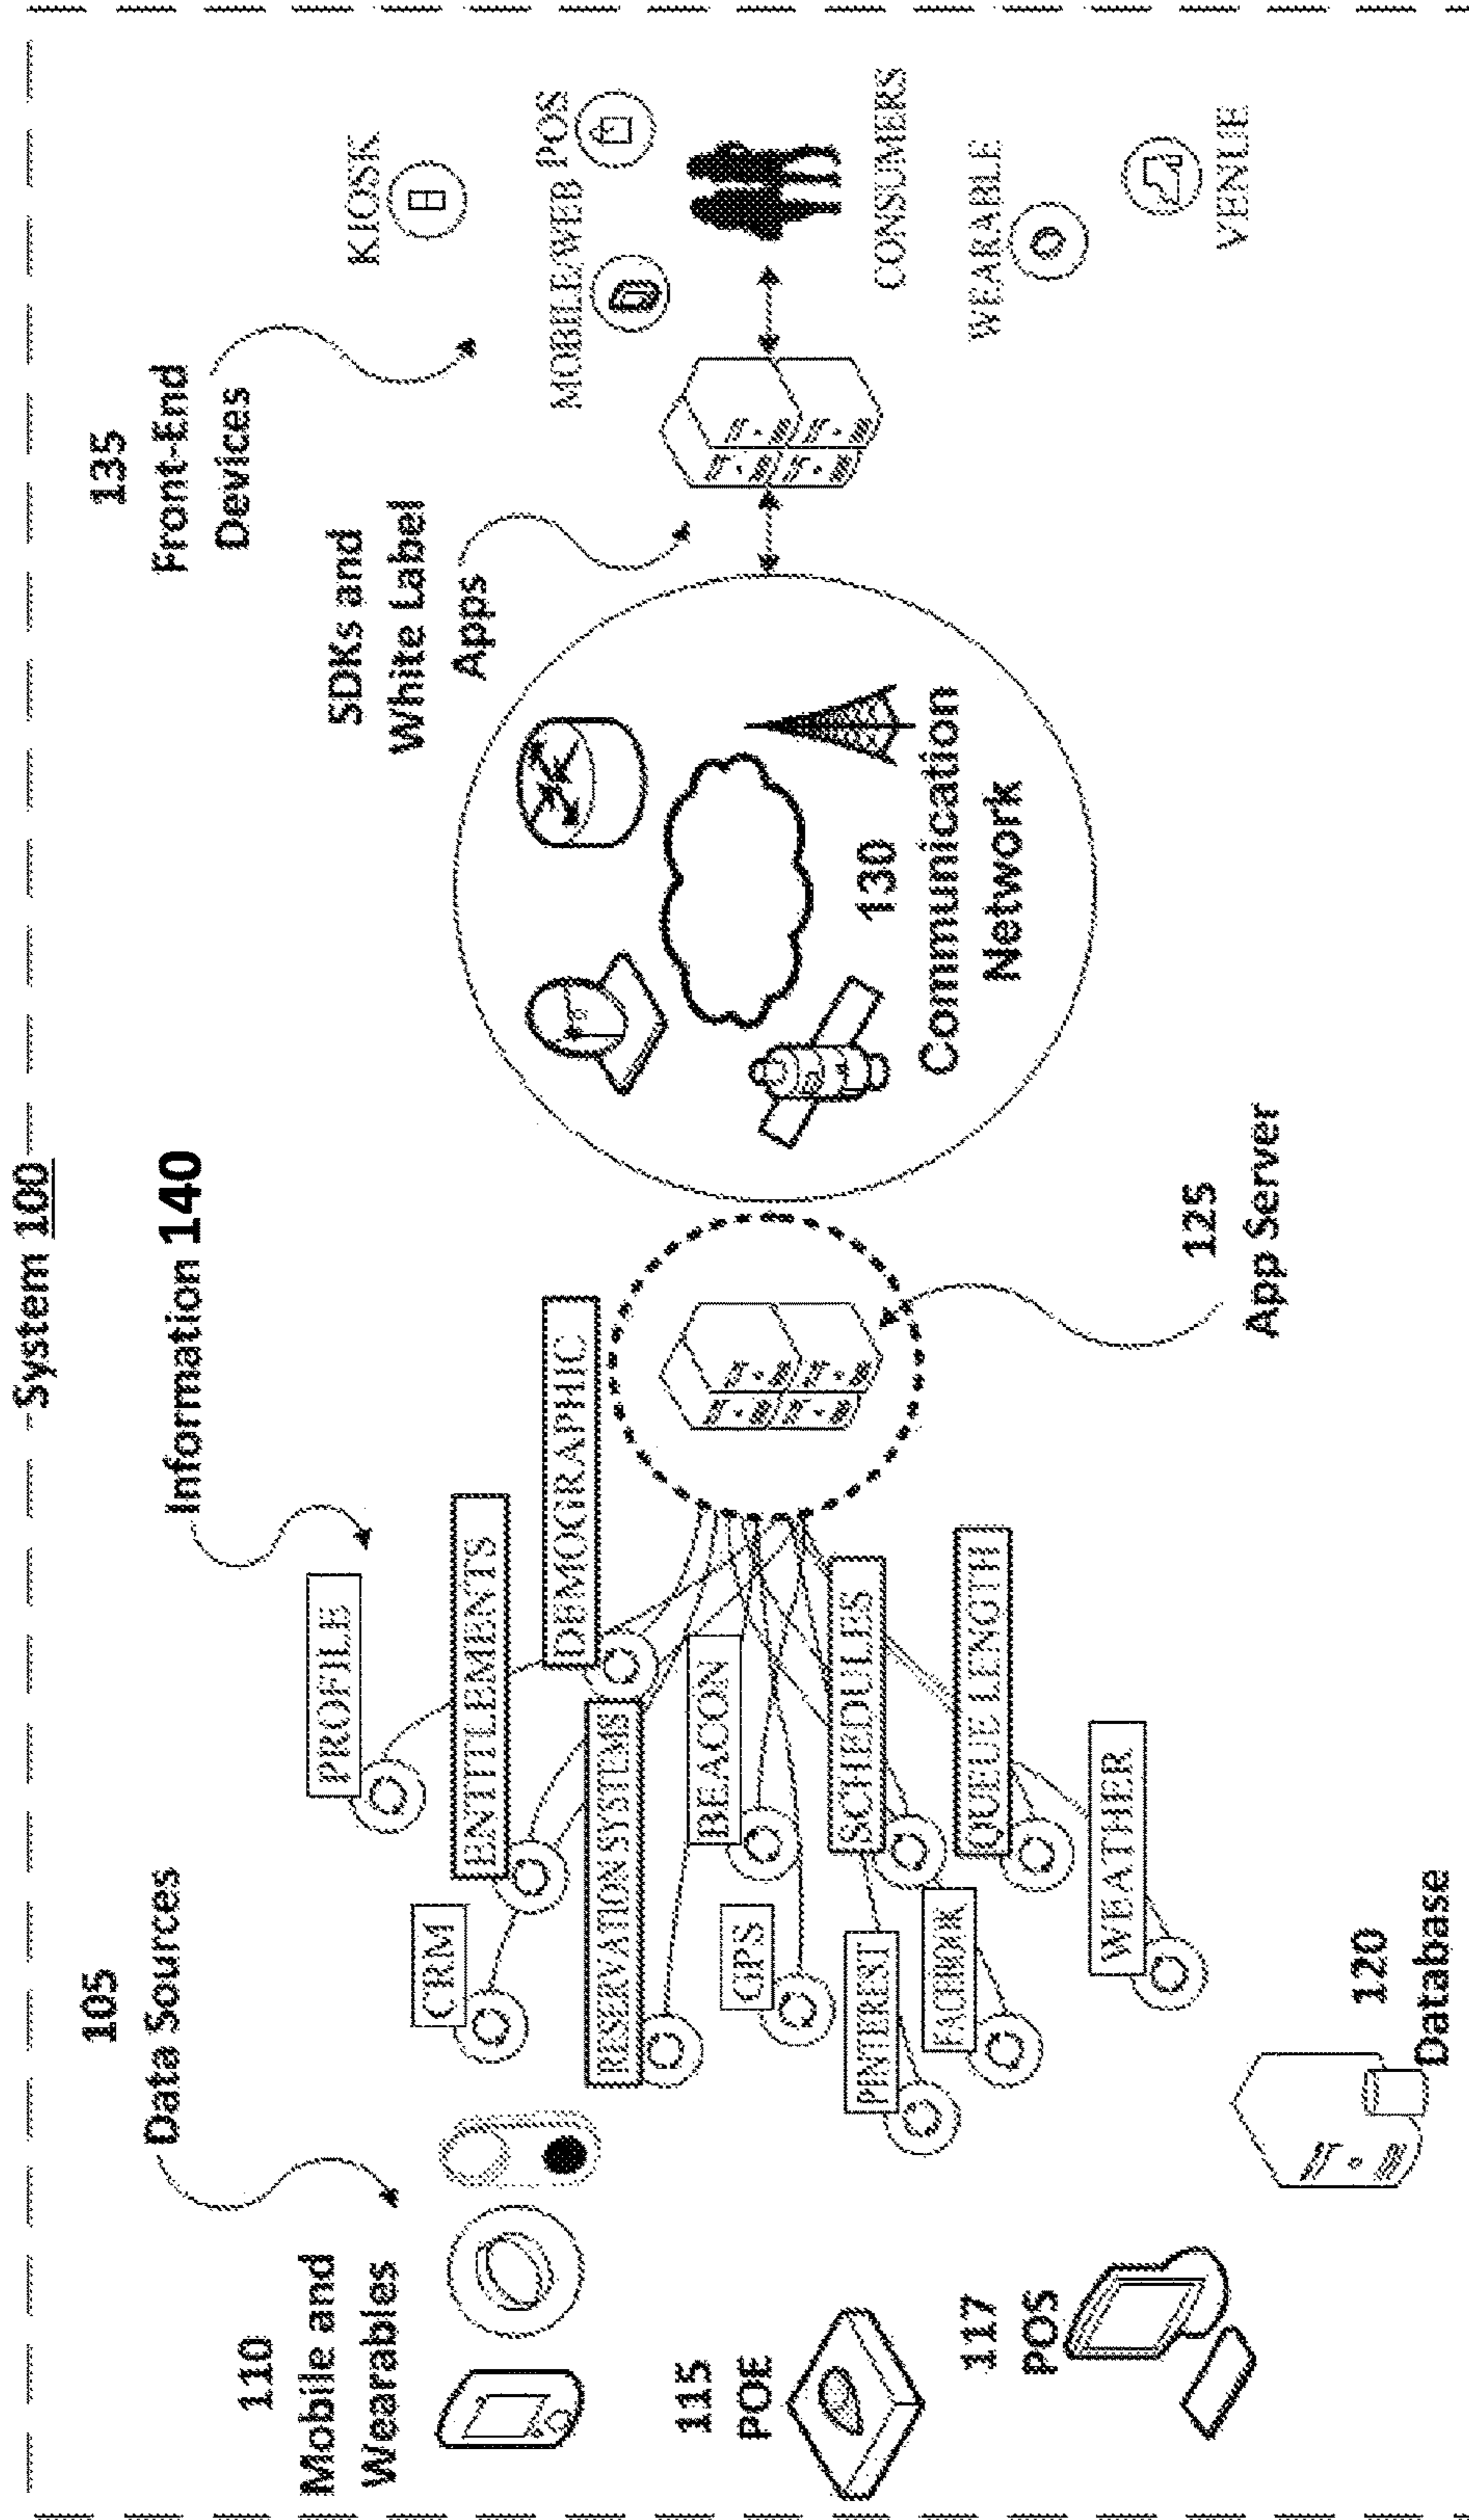 System 100
105
Data Sources
110
Mobile and
Wearables
115
POE
117
POS
120
Database
Information 140
PROFILE
CRM
ENTITLEMENTS
DEMOGRAPHIC
RESERVATION SYSTEMS
BEACON
GPS
SCHEDULES
PINTEREST
FACEBOOK
QUEUE LENGTH
WEATHER
125
App Server
130
Communication
Network
SDKs and
White Label
Apps
135
Front-End
Devices
KIOSK
MOBILE/WEB
POS
CONSUMERS
WEARABLE
VENUE